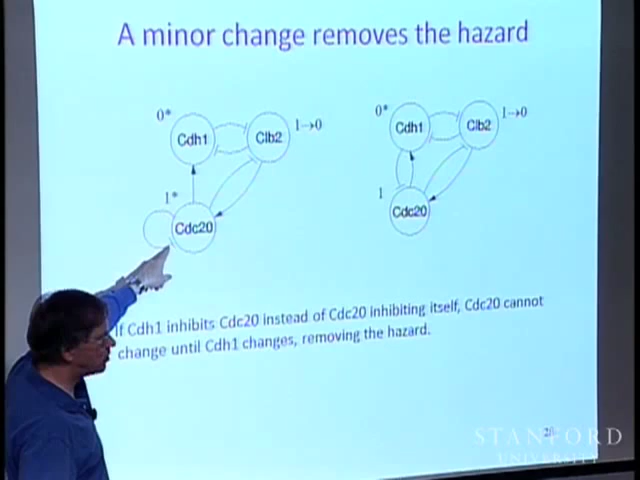 A minor change removes the hazard
0*
Cdh1
Clb2
1→0
1*
Cdc20
0*
Cdh1
Clb2
1→0
1
Cdc20
If Cdh1 inhibits Cdc20 instead of Cdc20 inhibiting itself, Cdc20 cannot
change until Cdh1 changes, removing the hazard.
STANFORD
UNIVERSITY